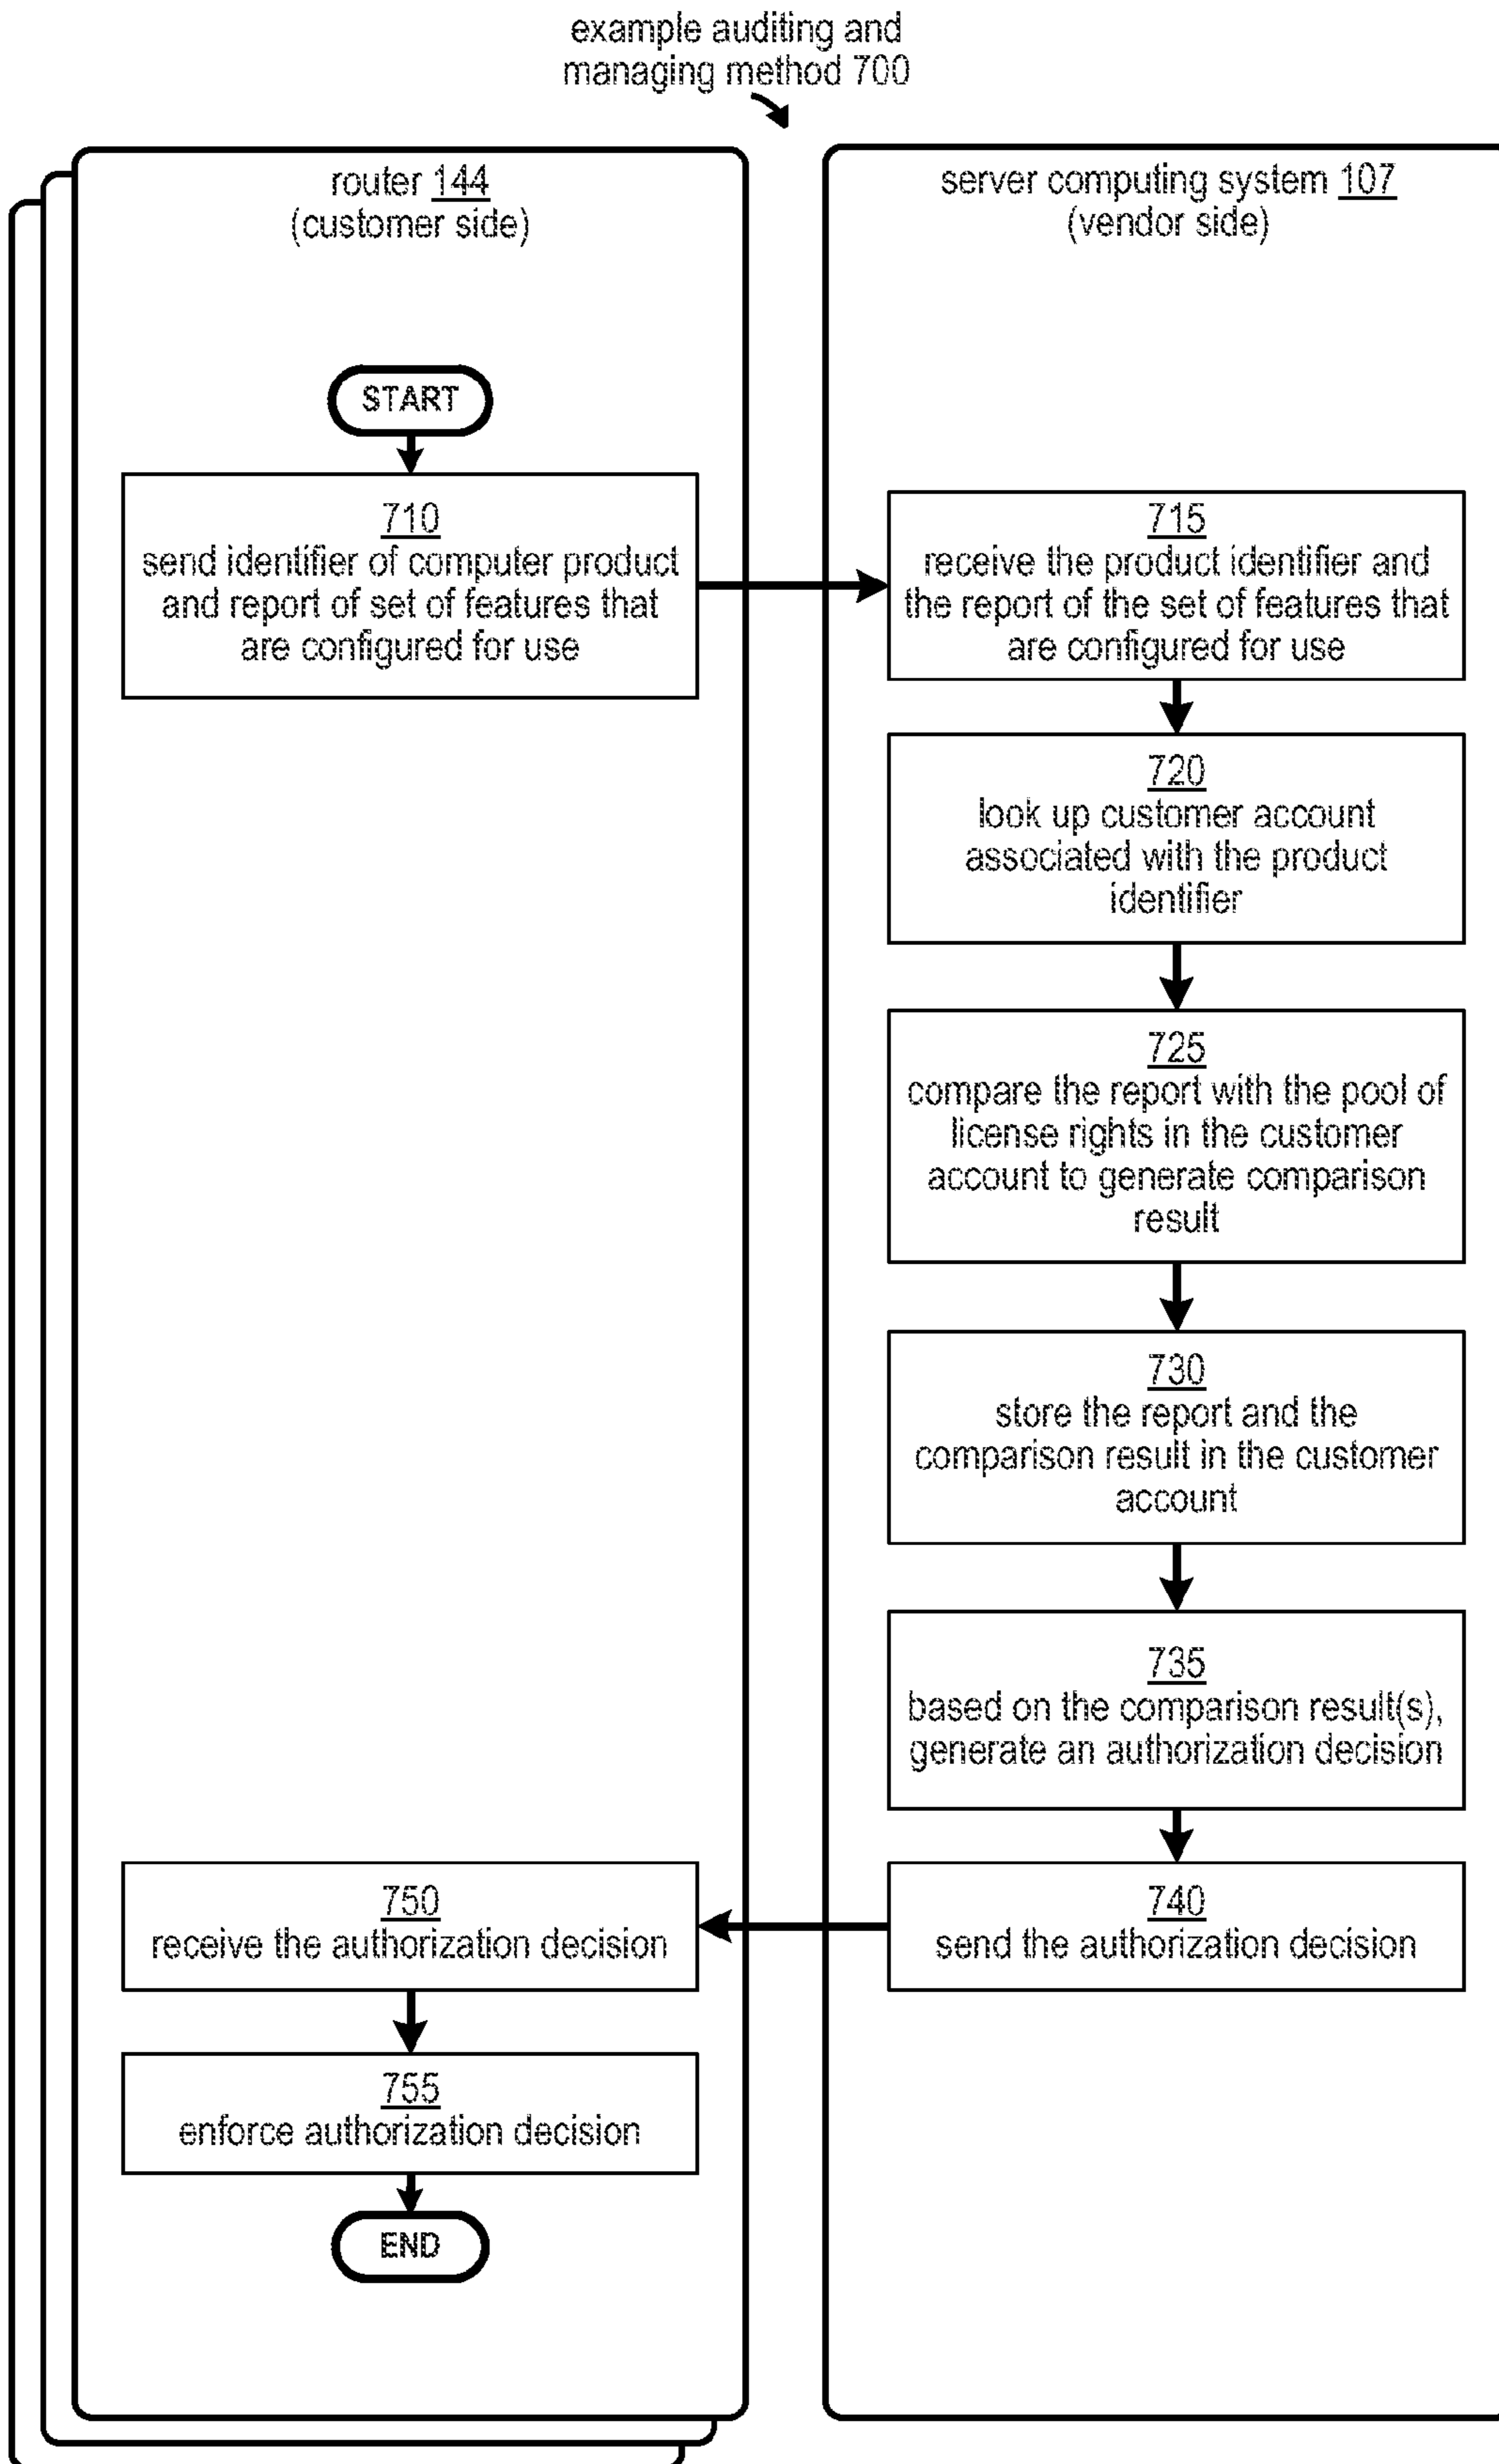 example auditing and
managing method 700
router 144
(customer side)
START
710
send identifier of computer product
and report of set of features that
are configured for use
750
receive the authorization decision
755
enforce authorization decision
END
server computing system 107
(vendor side)
715
receive the product identifier and
the report of the set of features that
are configured for use
720
look up customer account
associated with the product
identifier
725
compare the report with the pool of
license rights in the customer
account to generate comparison
result
730
store the report and the
comparison result in the customer
account
735
based on the comparison result(s),
generate an authorization decision
740
send the authorization decision